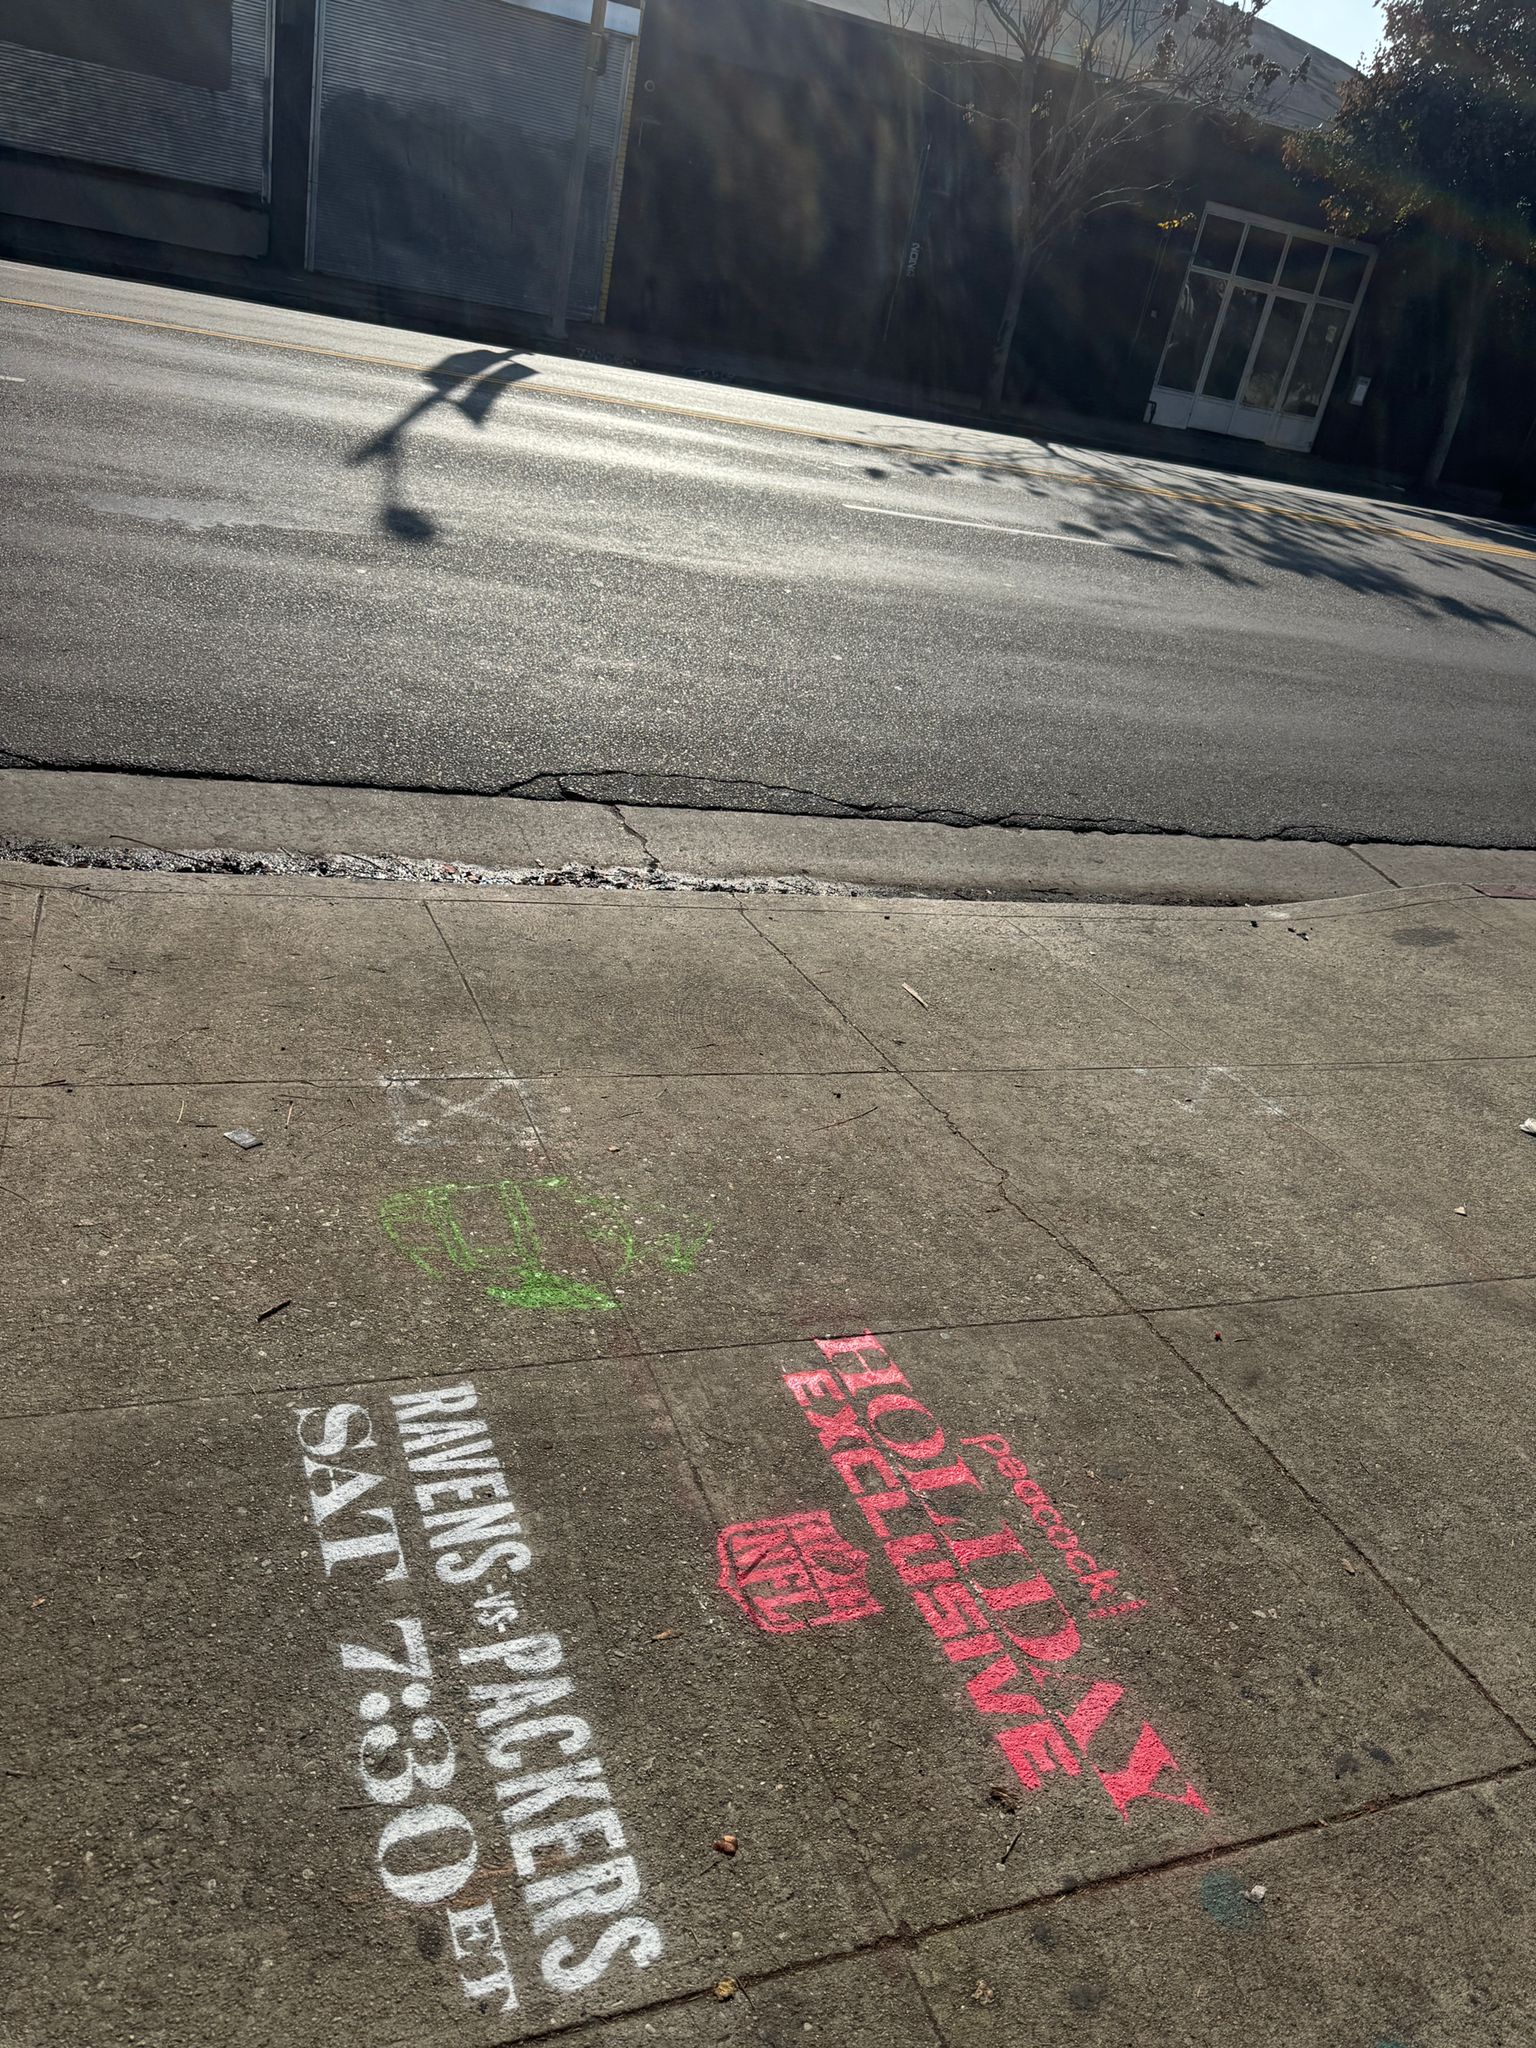 peacock
HOLIDAY
EXCLUSIVE
NFL
RAVENS -VS- PACKERS
SAT 7:30 ET